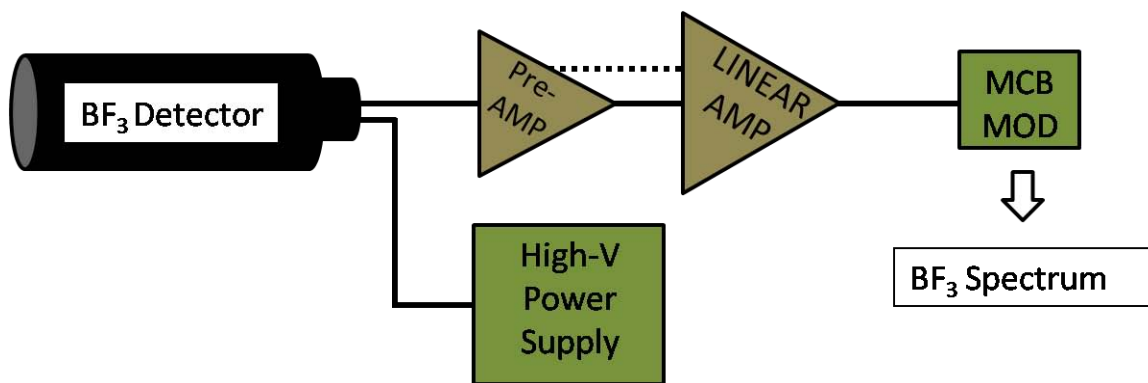 BF₃ Detector
Pre-
AMP
LINEAR
AMP
MCB
MOD
High-V
Power
Supply
BF₃ Spectrum